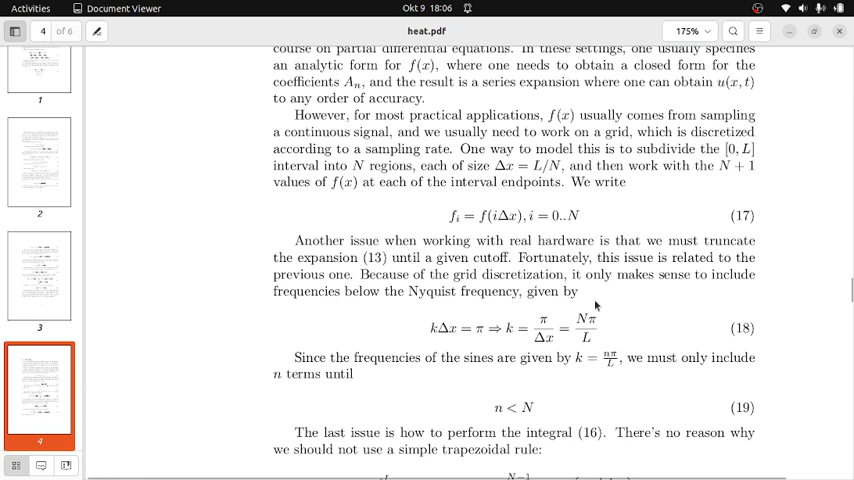 Activities
Document Viewer
Okt 9 18:06
4 of 6
heat.pdf
175%
1
2
3
4
course on partial differential equations. In these settings, one usually specifies
an analytic form for f(x), where one needs to obtain a closed form for the
coefficients Aₙ, and the result is a series expansion where one can obtain u(x, t)
to any order of accuracy.
However, for most practical applications, f(x) usually comes from sampling
a continuous signal, and we usually need to work on a grid, which is discretized
according to a sampling rate. One way to model this is to subdivide the [0, L]
interval into N regions, each of size Δx = L/N, and then work with the N + 1
values of f(x) at each of the interval endpoints. We write
fᵢ = f(iΔx), i = 0..N (17)
Another issue when working with real hardware is that we must truncate
the expansion (13) until a given cutoff. Fortunately, this issue is related to the
previous one. Because of the grid discretization, it only makes sense to include
frequencies below the Nyquist frequency, given by
kΔx = π ⇒ k = π/Δx = Nπ/L (18)
Since the frequencies of the sines are given by k = nπ/L, we must only include
n terms until
n < N (19)
The last issue is how to perform the integral (16). There's no reason why
we should not use a simple trapezoidal rule:
N−1